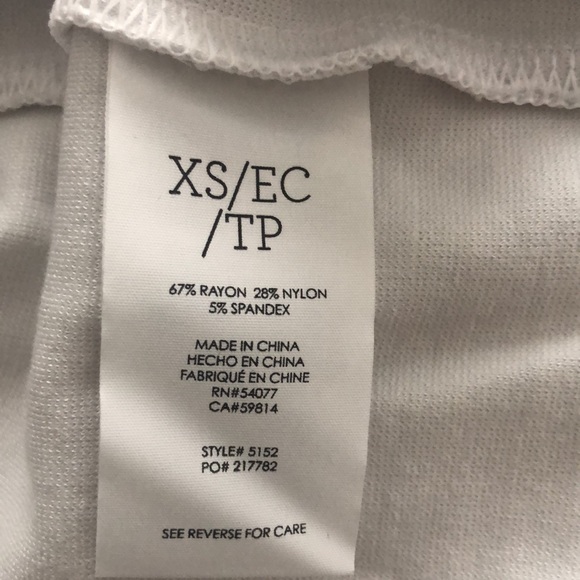 XS/EC
/TP
67% RAYON 28% NYLON
5% SPANDEX
MADE IN CHINA
HECHO EN CHINA
FABRIQUÉ EN CHINE
RN#54077
CA#59814
STYLE# 5152
PO# 217782
SEE REVERSE FOR CARE